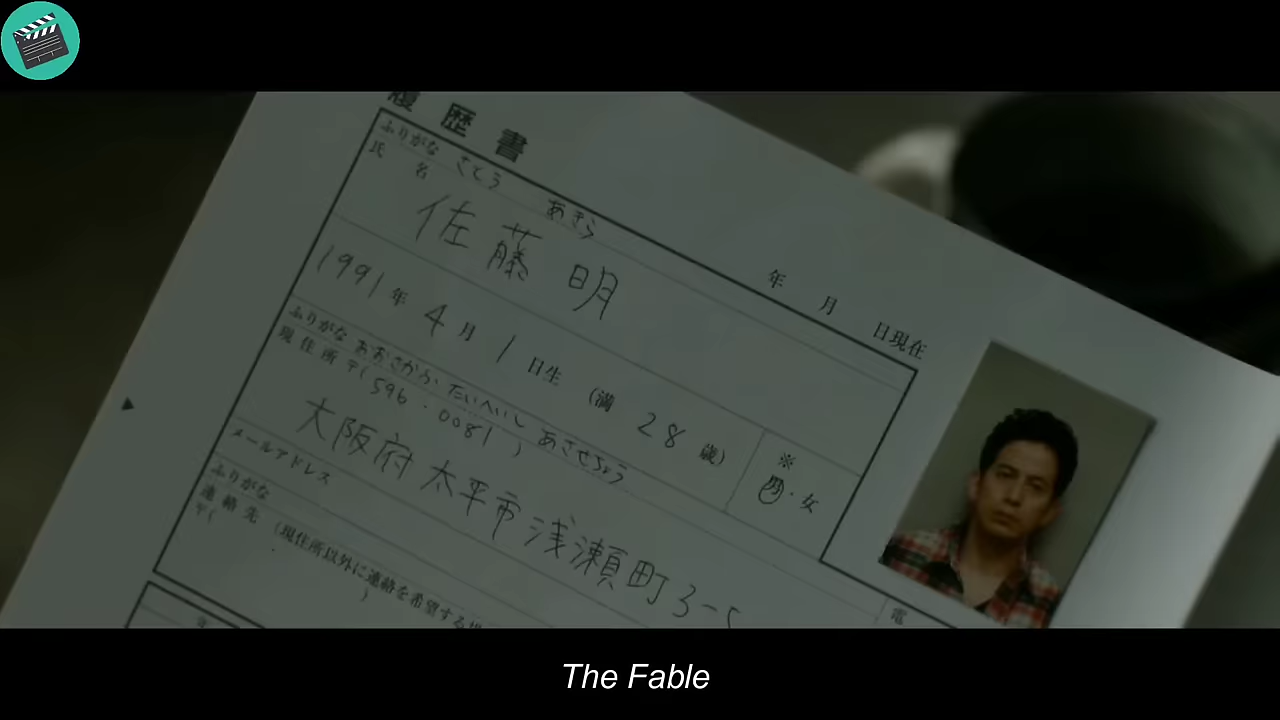 履歴書
ふりがな さとう あきら
氏名 佐藤 明
年 月 日現在
1991年 4月 1日生 (満 28歳)
※
男・女
ふりがな おおさかふ たいへいし あさせちょう
現住所 〒(596・0081)
大阪府太平市浅瀬町3-5
メールアドレス
ふりがな
連絡先 (現住所以外に連絡を希望する場
〒( )
電
The Fable